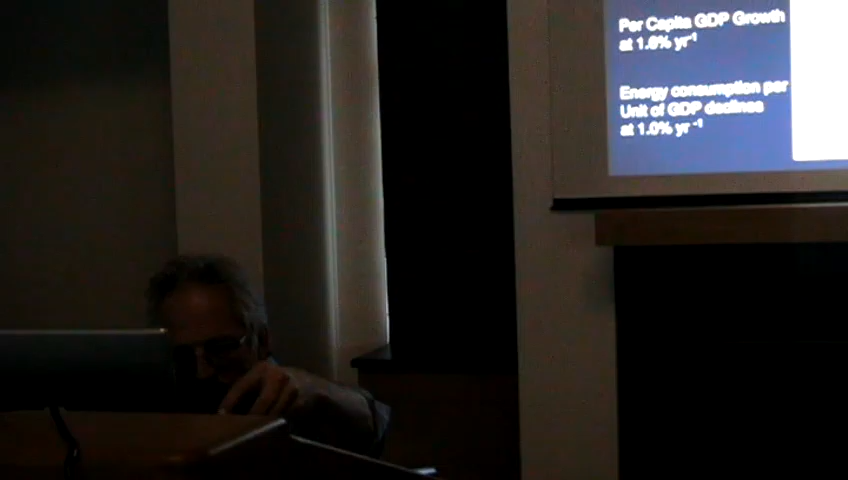 Per Capita GDP Growth
at 1.6% yr⁻¹
Energy consumption per
Unit of GDP declines
at 1.0% yr ⁻¹